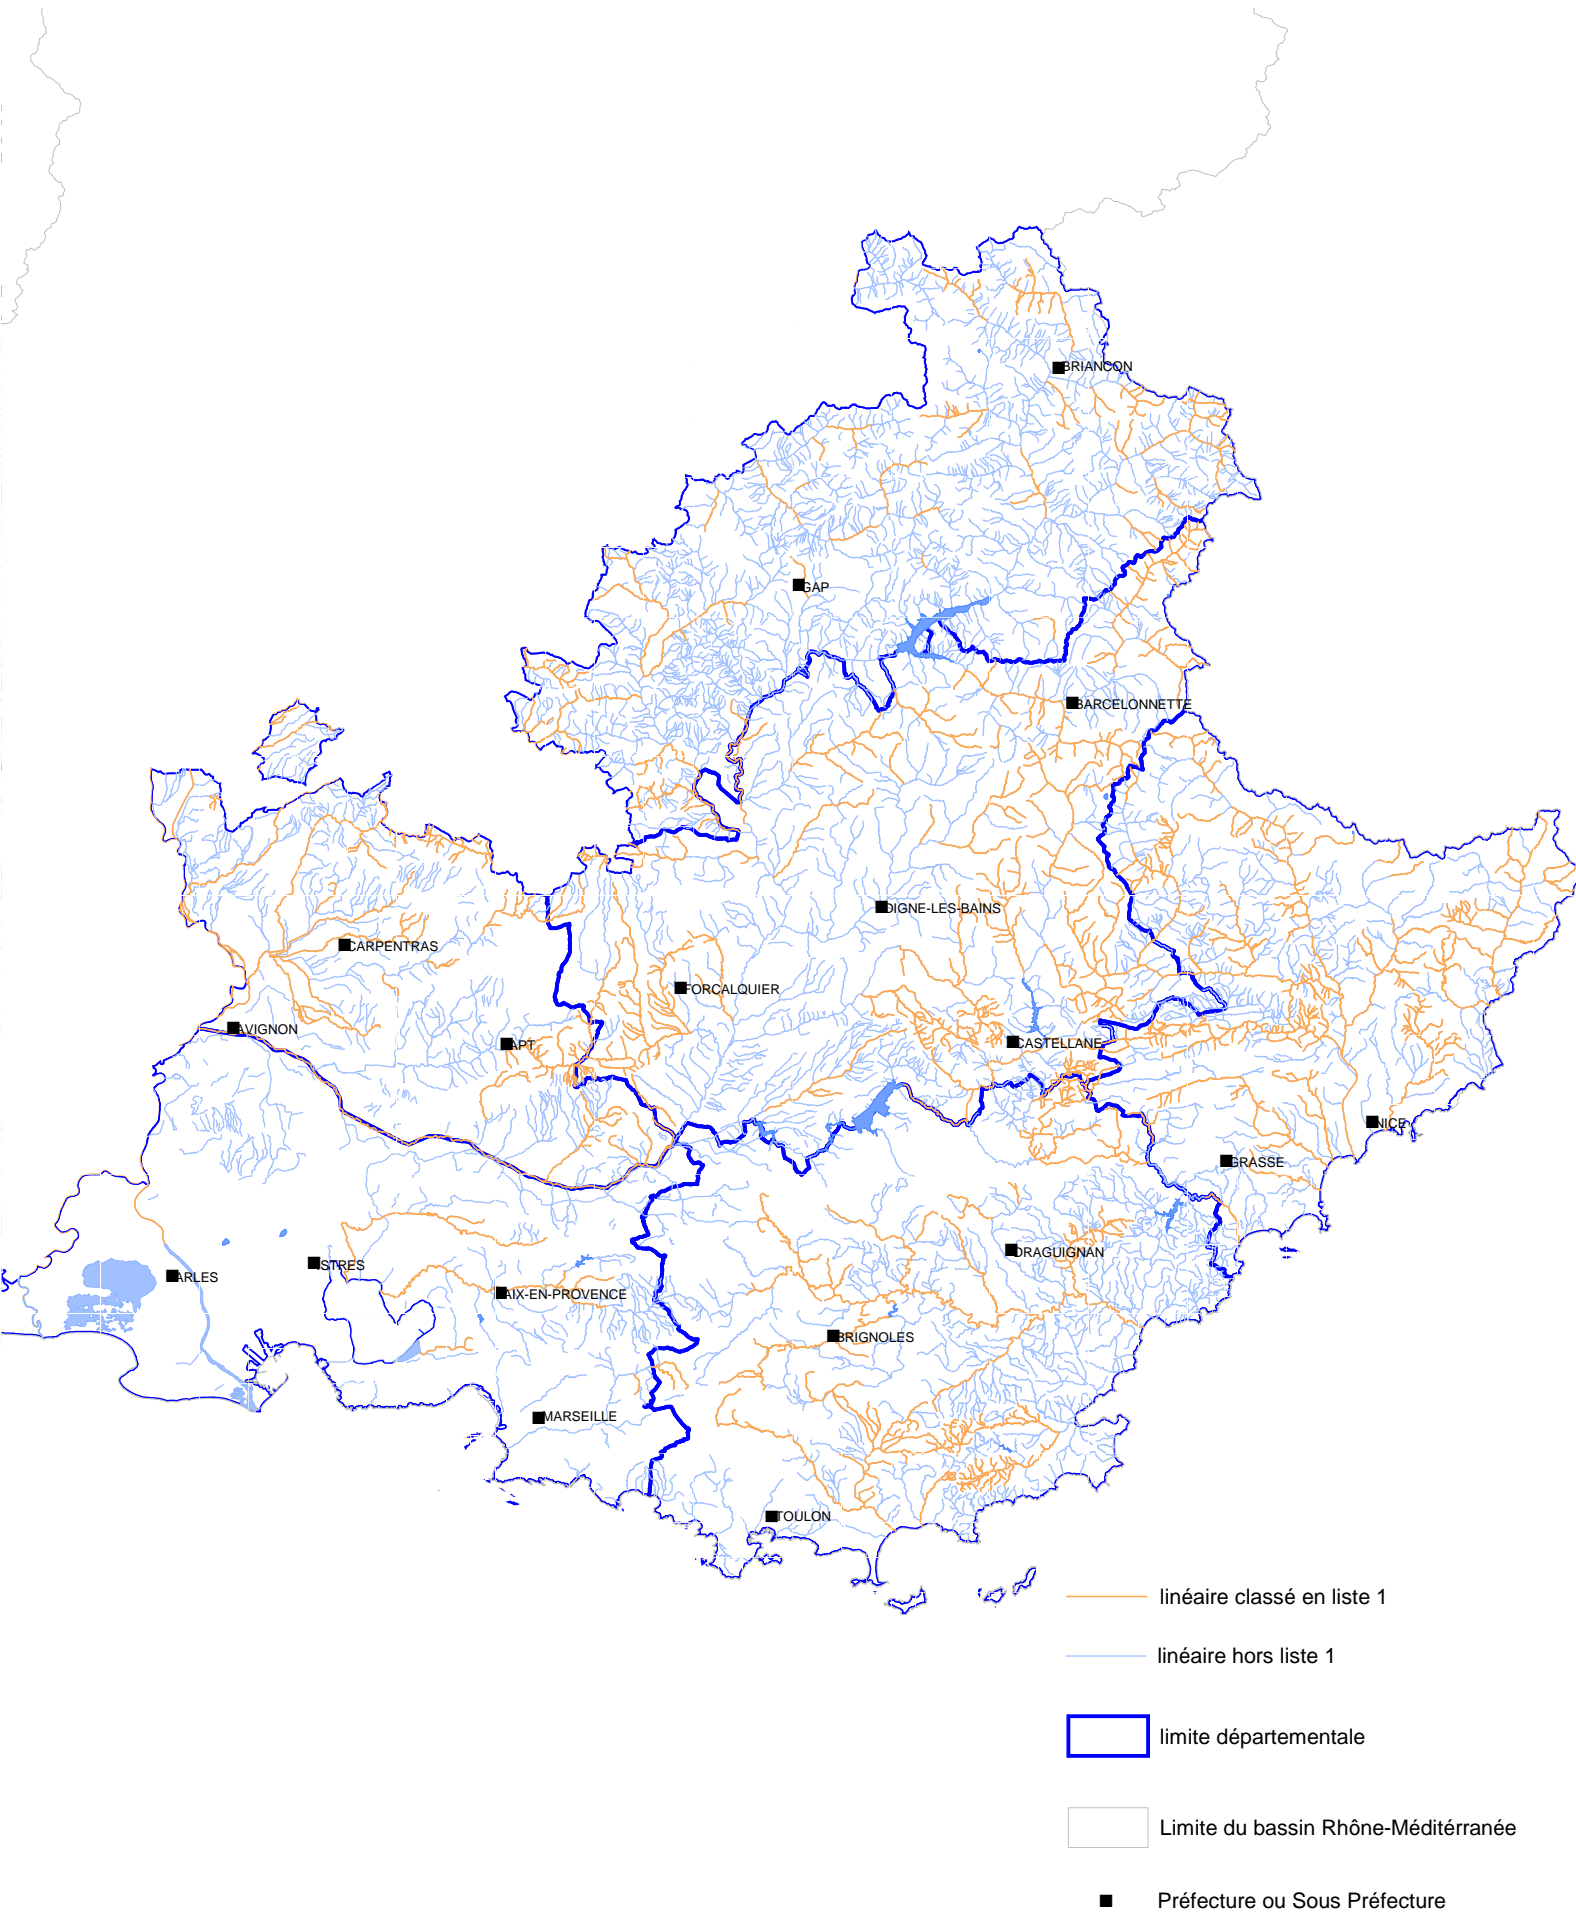 BRIANCON
GAP
BARCELONNETTE
DIGNE-LES-BAINS
CARPENTRAS
FORCALQUIER
AVIGNON
APT
CASTELLANE
NICE
GRASSE
DRAGUIGNAN
ISTRES
ARLES
AIX-EN-PROVENCE
BRIGNOLES
MARSEILLE
TOULON
linéaire classé en liste 1
linéaire hors liste 1
limite départementale
Limite du bassin Rhône-Méditérranée
Préfecture ou Sous Préfecture